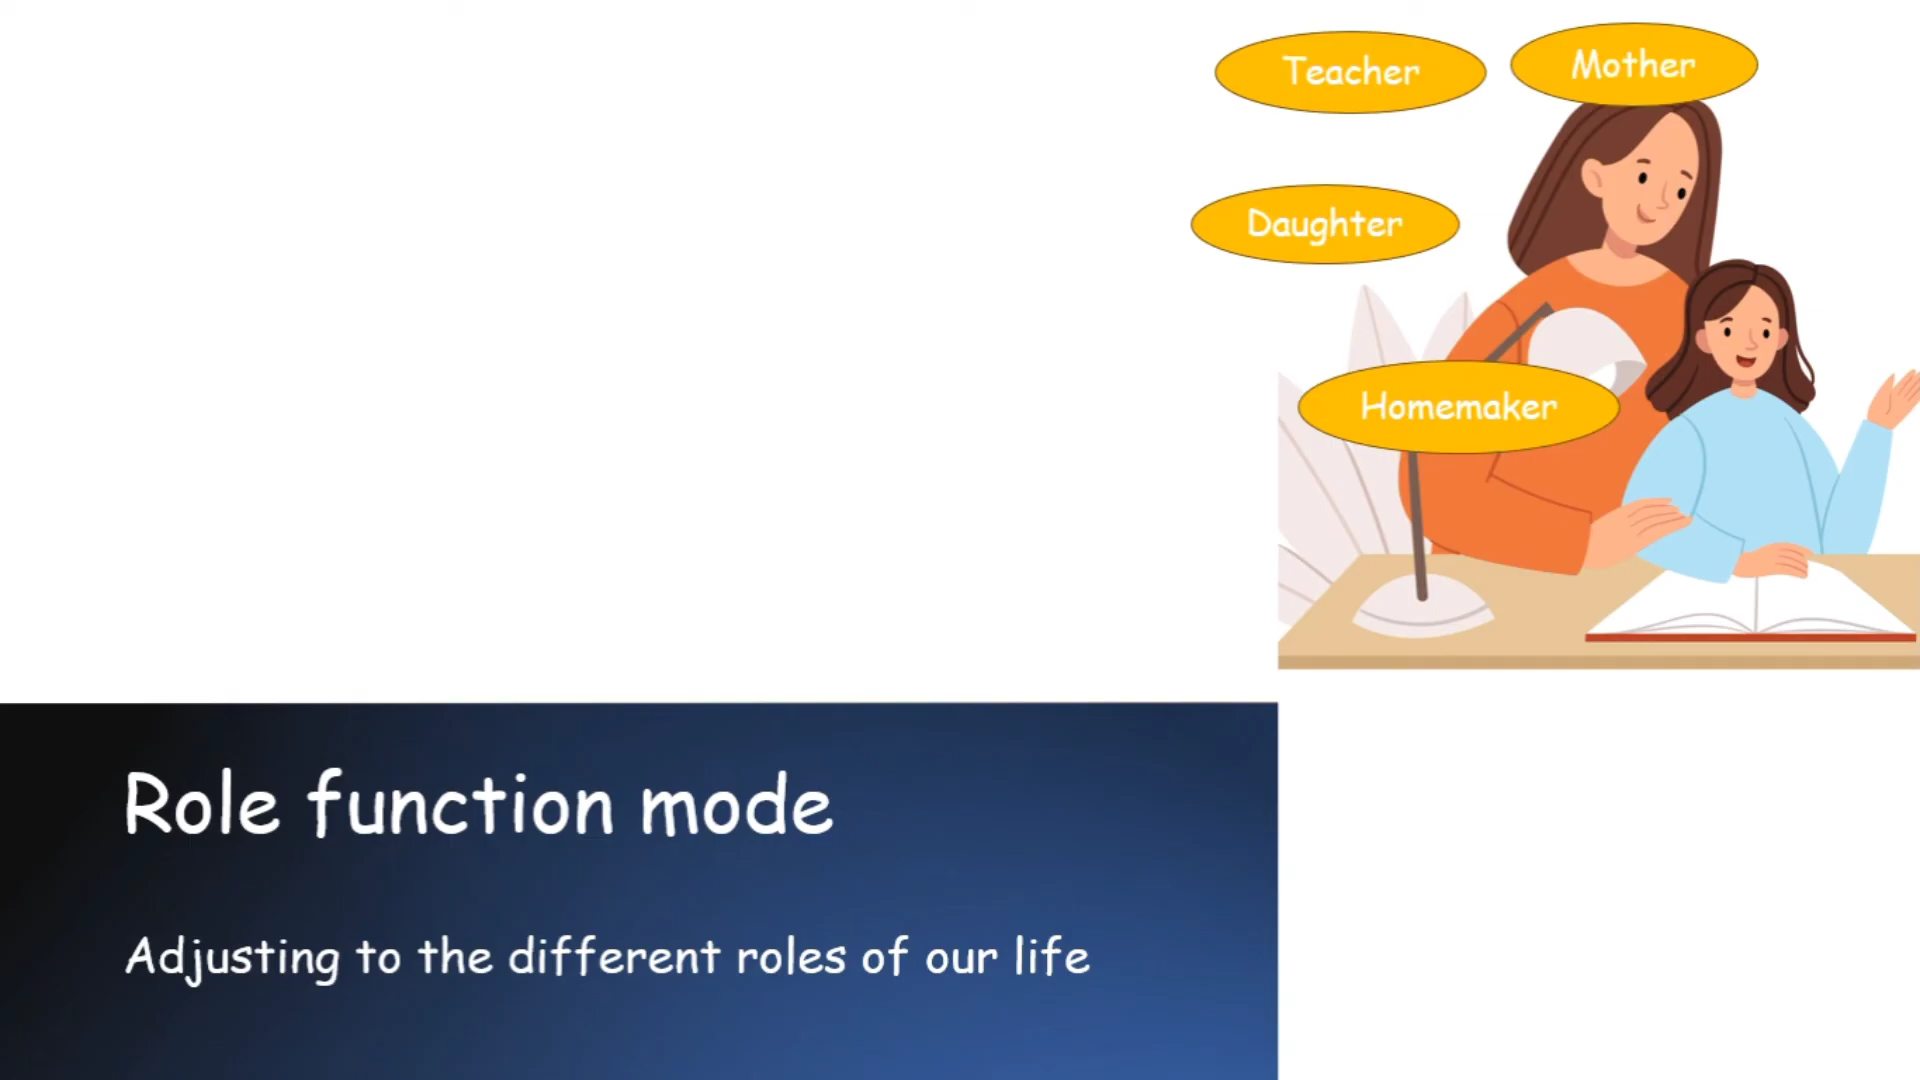 Teacher
Mother
Daughter
Homemaker
Role function mode
Adjusting to the different roles of our life